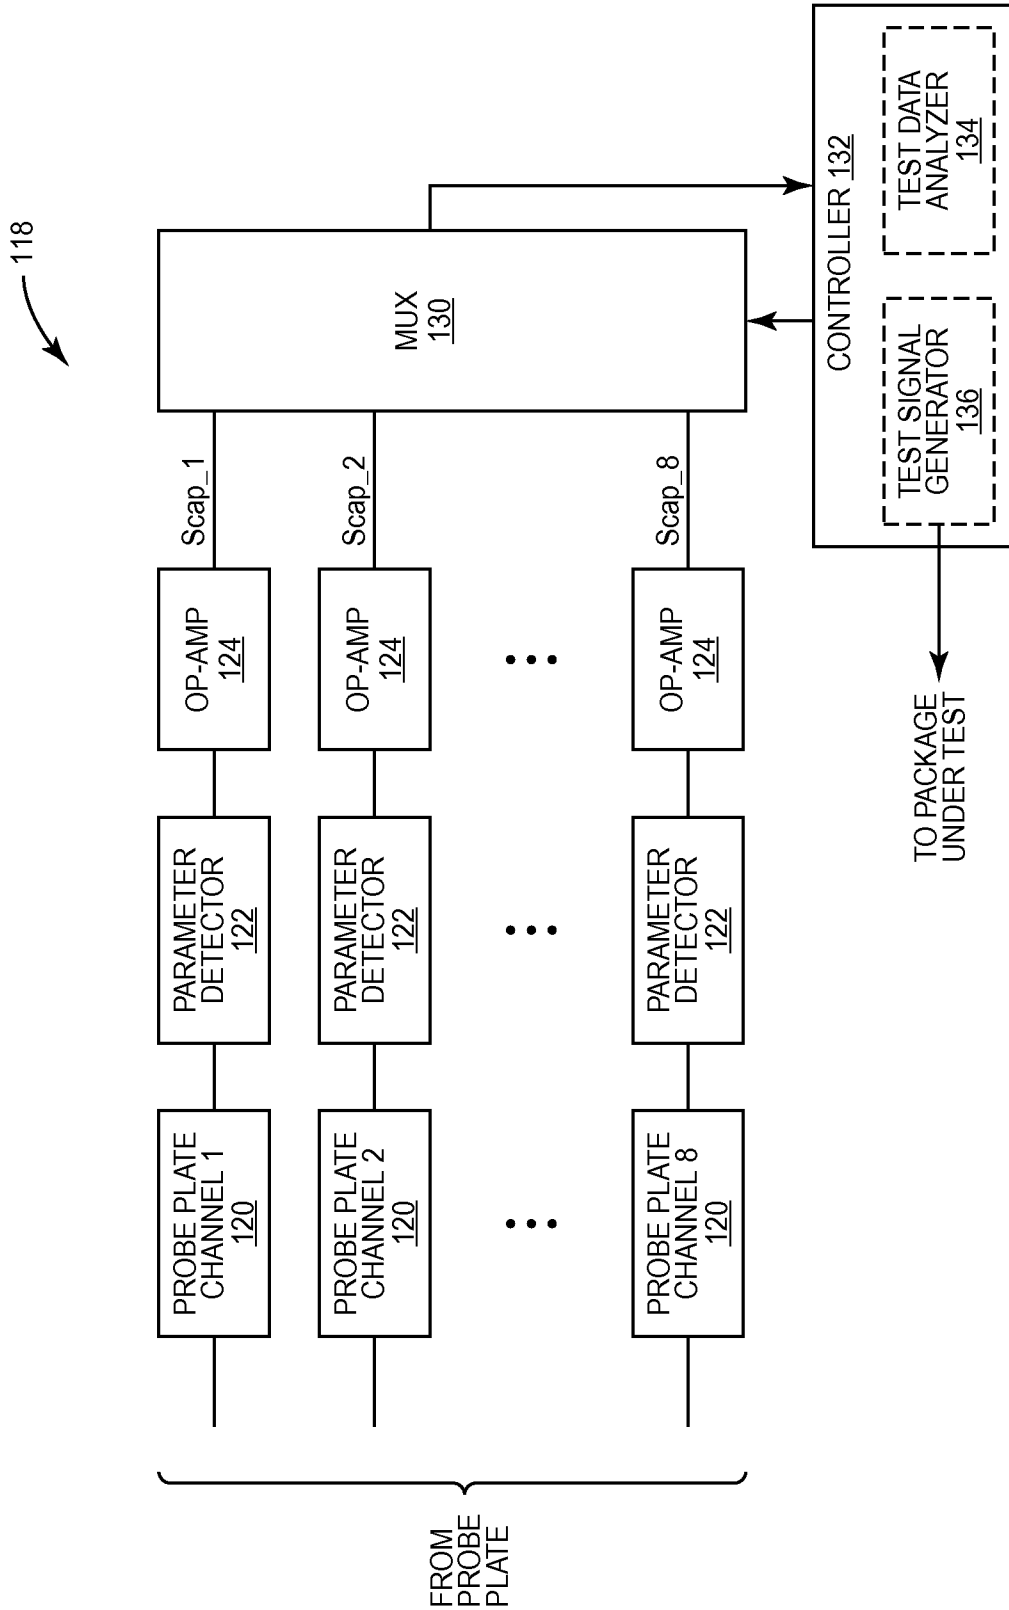 118
FROM
PROBE
PLATE
PROBE PLATE
CHANNEL 1
120
PARAMETER
DETECTOR
122
OP-AMP
124
Scap_1
PROBE PLATE
CHANNEL 2
120
PARAMETER
DETECTOR
122
OP-AMP
124
Scap_2
PROBE PLATE
CHANNEL 8
120
PARAMETER
DETECTOR
122
OP-AMP
124
Scap_8
MUX
130
CONTROLLER 132
TEST SIGNAL
GENERATOR
136
TEST DATA
ANALYZER
134
TO PACKAGE
UNDER TEST